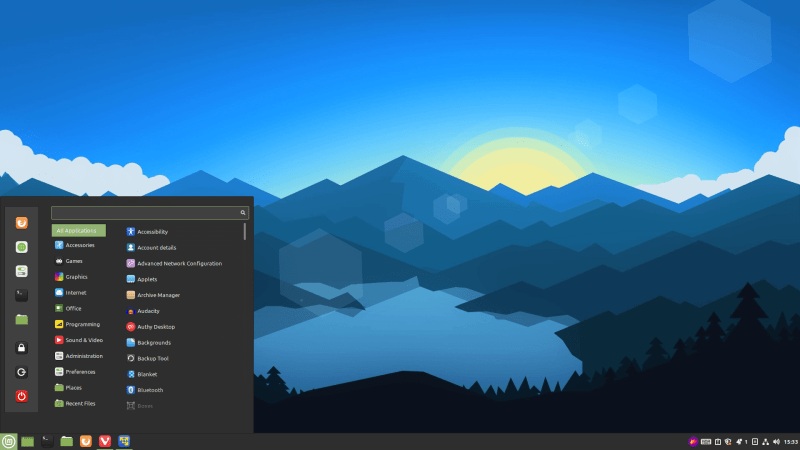 All Applications
Accessories
Games
Graphics
Internet
Office
Programming
Sound & Video
Administration
Preferences
Places
Recent Files
Accessibility
Account details
Advanced Network Configuration
Applets
Archive Manager
Audacity
Authy Desktop
Backgrounds
Backup Tool
Blanket
Bluetooth
Boxes
1
15:33